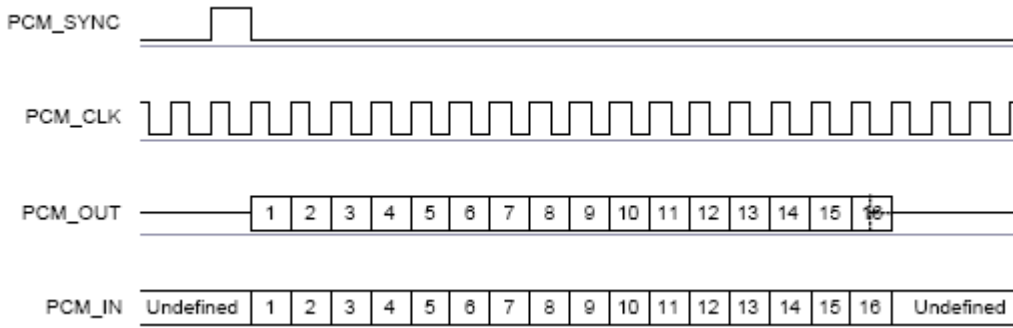 PCM_SYNC
PCM_CLK
PCM_OUT 1 2 3 4 5 6 7 8 9 10 11 12 13 14 15 16
PCM_IN Undefined 1 2 3 4 5 6 7 8 9 10 11 12 13 14 15 16 Undefined